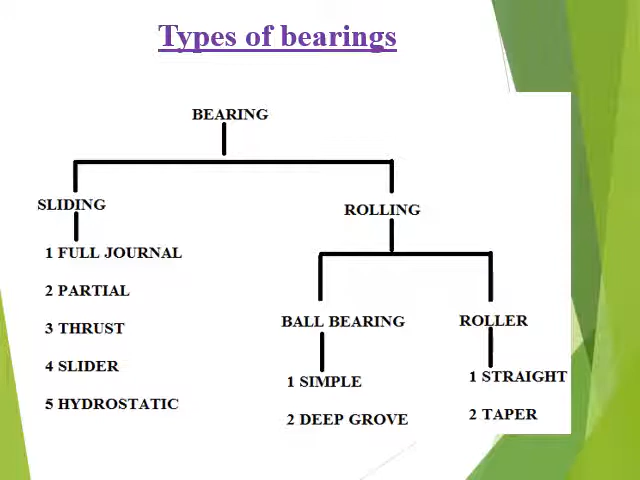 Types of bearings
BEARING
SLIDING
1 FULL JOURNAL
2 PARTIAL
3 THRUST
4 SLIDER
5 HYDROSTATIC
ROLLING
BALL BEARING
1 SIMPLE
2 DEEP GROVE
ROLLER
1 STRAIGHT
2 TAPER